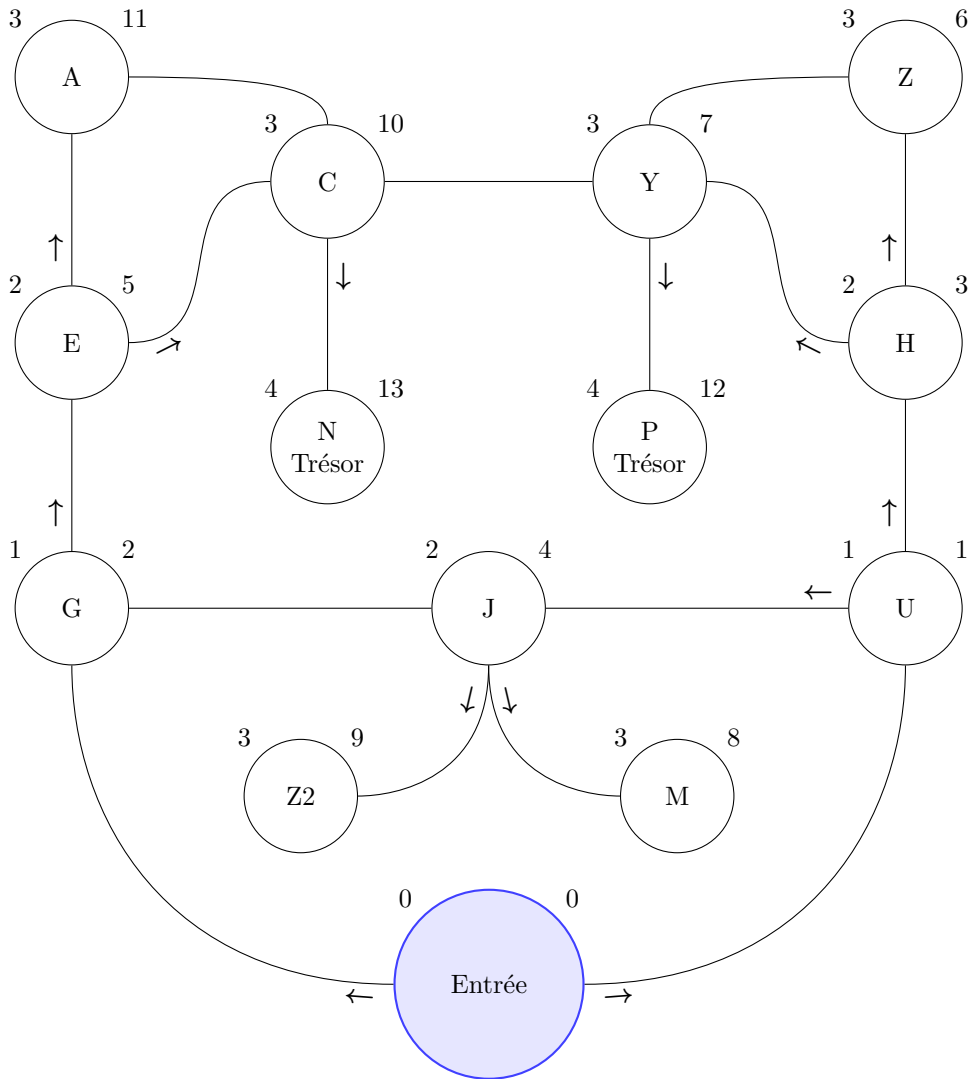 3 11
A
3 6
Z
3 10
C
3 7
Y
↑
↓
↓
↑
2 5
E
→
2 3
H
←
4 13
N
Trésor
4 12
P
Trésor
↑
↑
1 2
G
2 4
J
1 1
U
←
↓ ↓
3 9
Z2
3 8
M
0 0
Entrée
← →